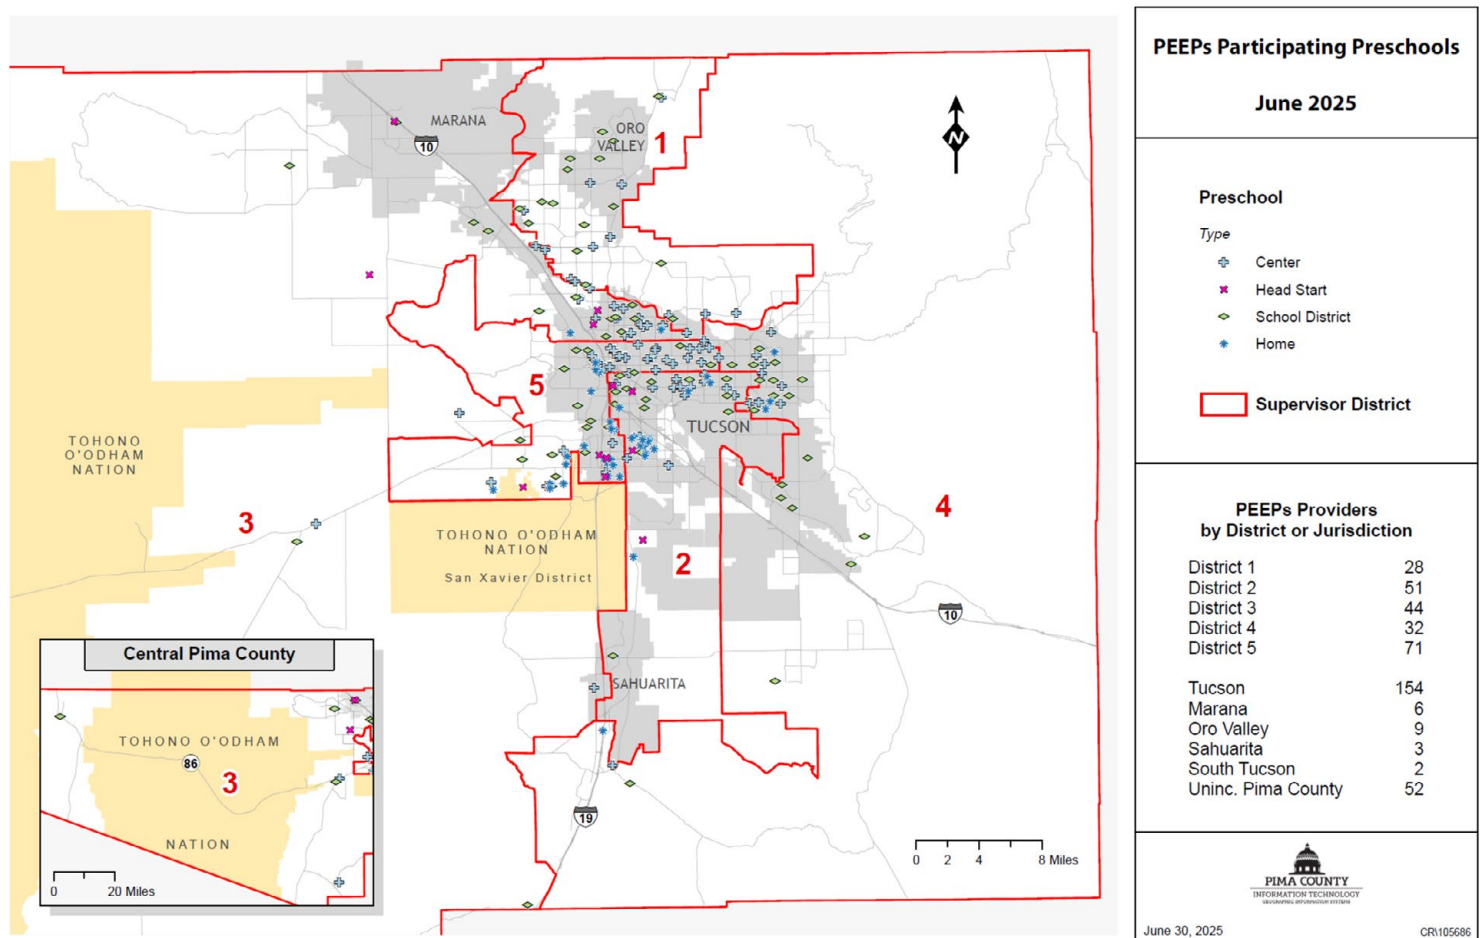 PEEPs Participating Preschools
June 2025
Preschool
Type
Center
Head Start
School District
Home
Supervisor District
PEEPs Providers
by District or Jurisdiction
District 1 28
District 2 51
District 3 44
District 4 32
District 5 71
Tucson 154
Marana 6
Oro Valley 9
Sahuarita 3
South Tucson 2
Uninc. Pima County 52
PIMA COUNTY
INFORMATION TECHNOLOGY
GEOGRAPHIC INFORMATION SYSTEMS
June 30, 2025
CR\105686
MARANA
10
ORO
VALLEY
1
N
5
TUCSON
TOHONO
O'ODHAM
NATION
3
4
TOHONO O'ODHAM
NATION
San Xavier District
2
10
SAHUARITA
19
0 2 4 8 Miles
Central Pima County
TOHONO O'ODHAM
86
3
NATION
0 20 Miles